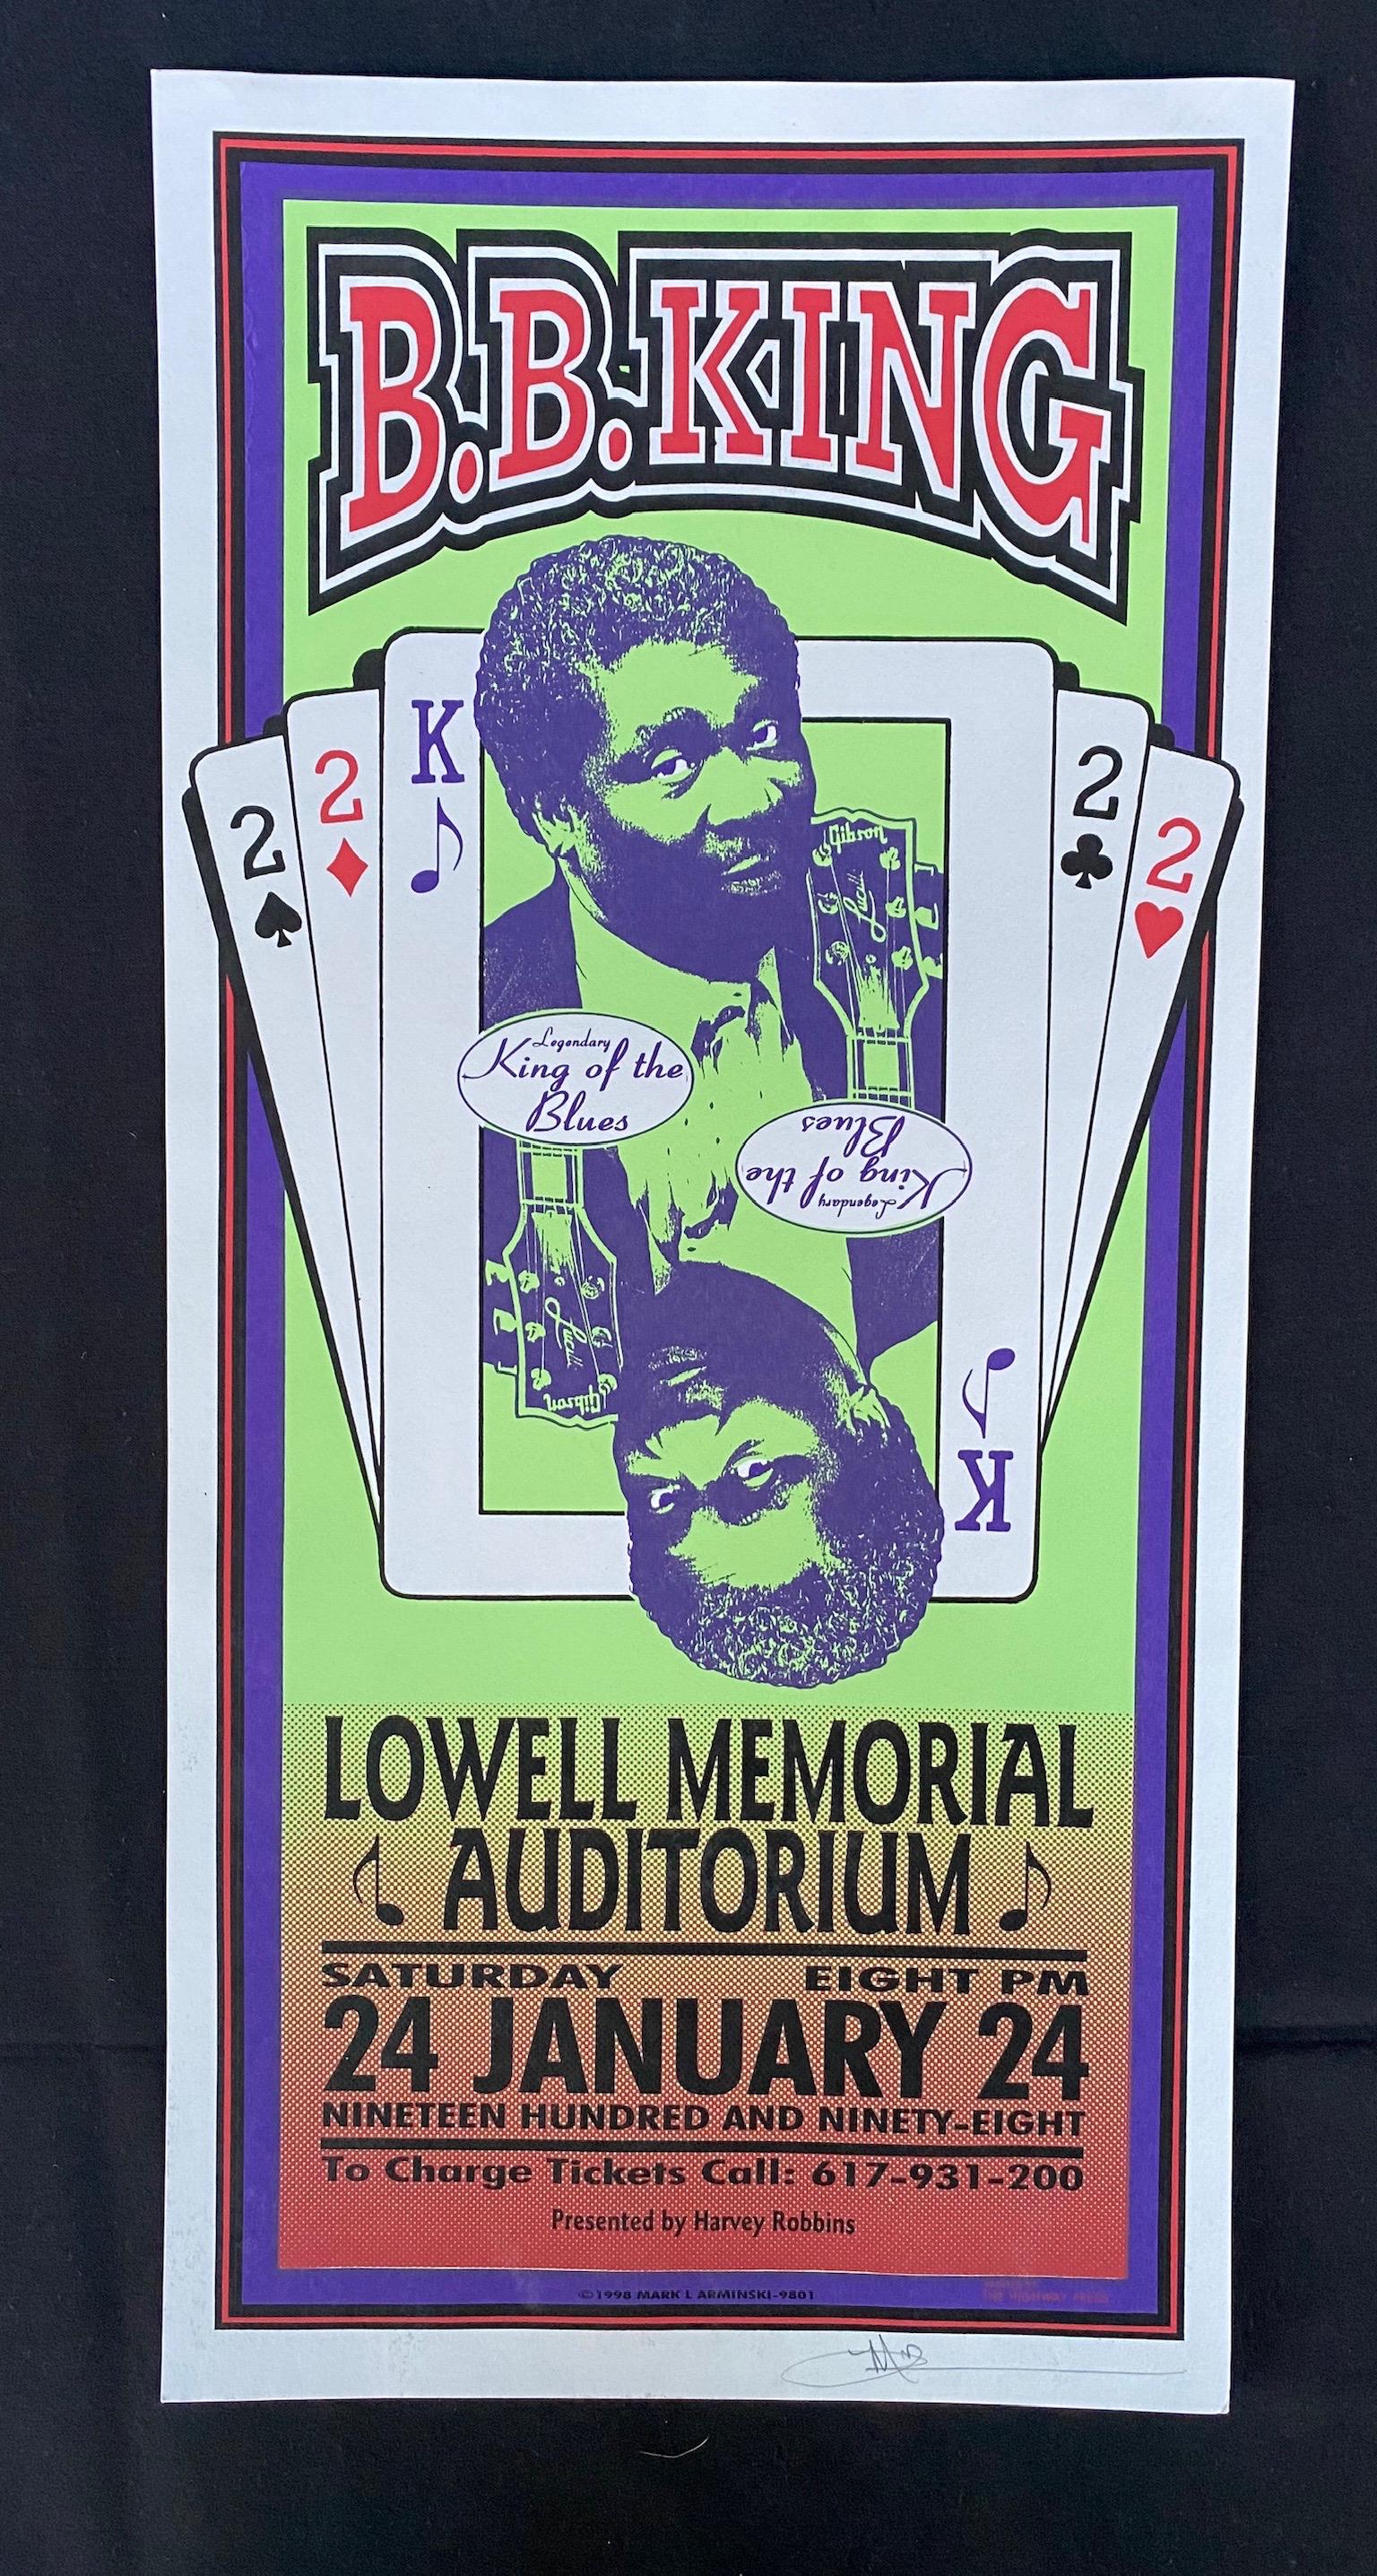 B.B.KING
K
2
2
2
2
Gibson
Legendary
King of the
Blues
Legendary
King of the
Blues
Gibson
K
LOWELL MEMORIAL
AUDITORIUM
SATURDAY EIGHT PM
24 JANUARY 24
NINETEEN HUNDRED AND NINETY-EIGHT
To Charge Tickets Call: 617-931-200
Presented by Harvey Robbins
©1998 MARK L ARMINSKI-9801